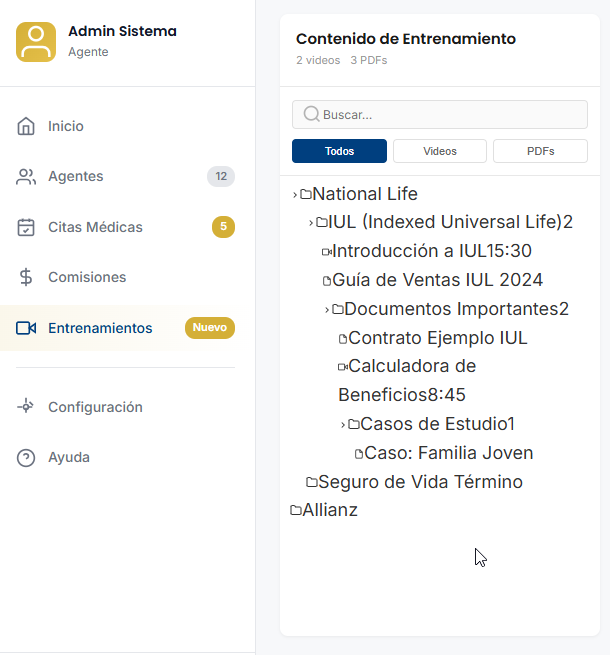 Admin Sistema
Agente
Inicio
Agentes 12
Citas Médicas 5
Comisiones
Entrenamientos Nuevo
Configuración
Ayuda
Contenido de Entrenamiento
2 videos 3 PDFs
Buscar...
Todos Videos PDFs
National Life
IUL (Indexed Universal Life)2
Introducción a IUL15:30
Guía de Ventas IUL 2024
Documentos Importantes2
Contrato Ejemplo IUL
Calculadora de
Beneficios8:45
Casos de Estudio1
Caso: Familia Joven
Seguro de Vida Término
Allianz